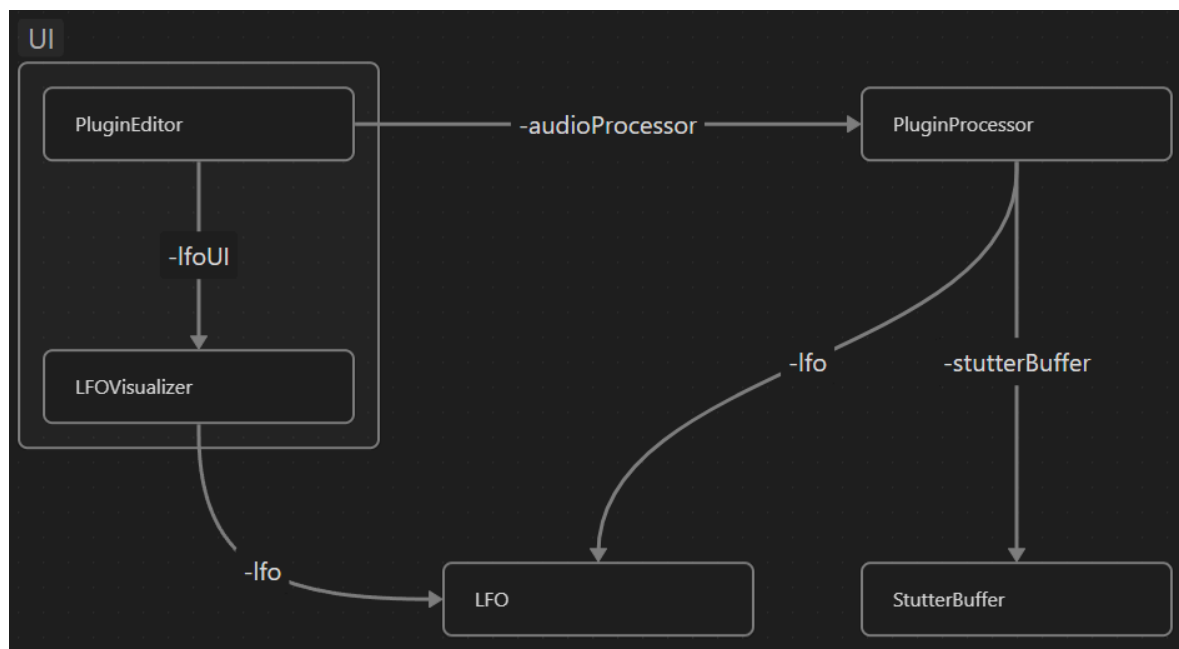 UI
PluginEditor
-audioProcessor
PluginProcessor
-lfoUI
-lfo
-stutterBuffer
LFOVisualizer
-lfo
LFO
StutterBuffer